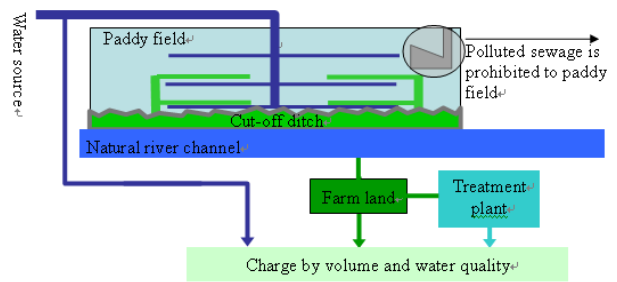 Water source
Paddy field
Polluted sewage is
prohibited to paddy
field
Cut-off ditch
Natural river channel
Farm land
Treatment
plant
Charge by volume and water quality